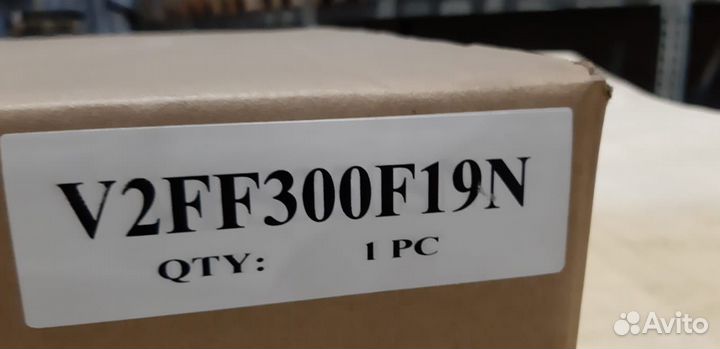 V2FF300F19N
QTY: 1 PC
Avito